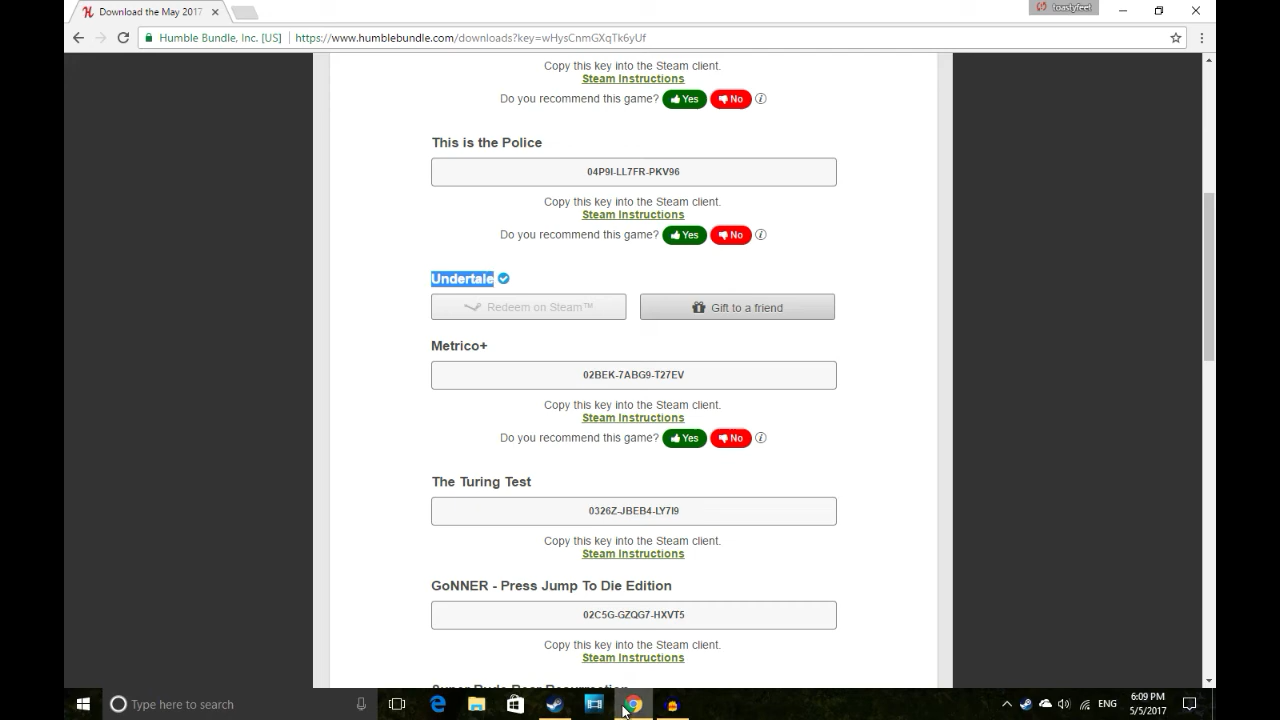 Download the May 2017
toastyfeet
Humble Bundle, Inc. [US]
https://www.humblebundle.com/downloads?key=wHysCnmGXqTk6yUf
Copy this key into the Steam client.
Steam Instructions
Do you recommend this game? Yes No
This is the Police
04P9I-LL7FR-PKV96
Copy this key into the Steam client.
Steam Instructions
Do you recommend this game? Yes No
Undertale
Redeem on Steam™
Gift to a friend
Metrico+
02BEK-7ABG9-T27EV
Copy this key into the Steam client.
Steam Instructions
Do you recommend this game? Yes No
The Turing Test
0326Z-JBEB4-LY7I9
Copy this key into the Steam client.
Steam Instructions
GoNNER - Press Jump To Die Edition
02C5G-GZQG7-HXVT5
Copy this key into the Steam client.
Steam Instructions
Type here to search
ENG
6:09 PM
5/5/2017